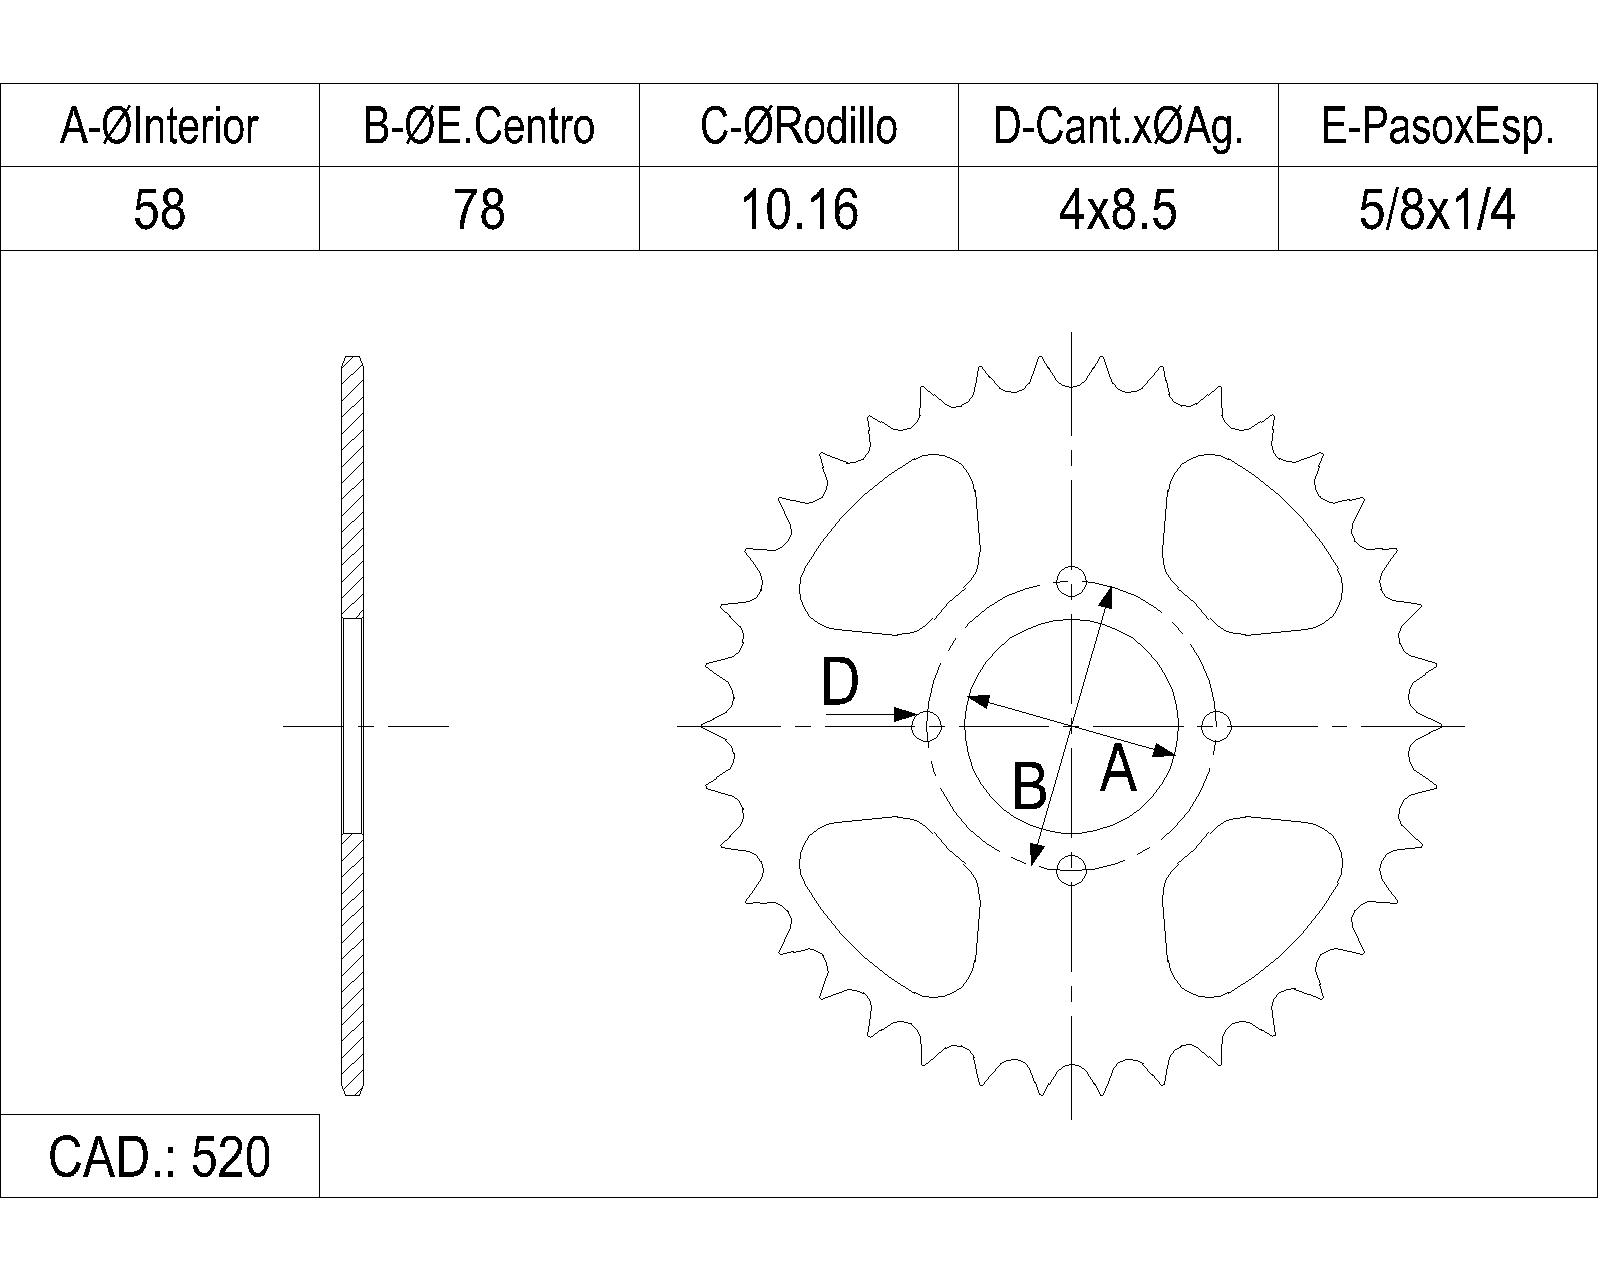 A-ØInterior B-ØE.Centro C-ØRodillo D-Cant.xØAg. E-PasoxEsp.
58 78 10.16 4x8.5 5/8x1/4
D
A
B
CAD.: 520